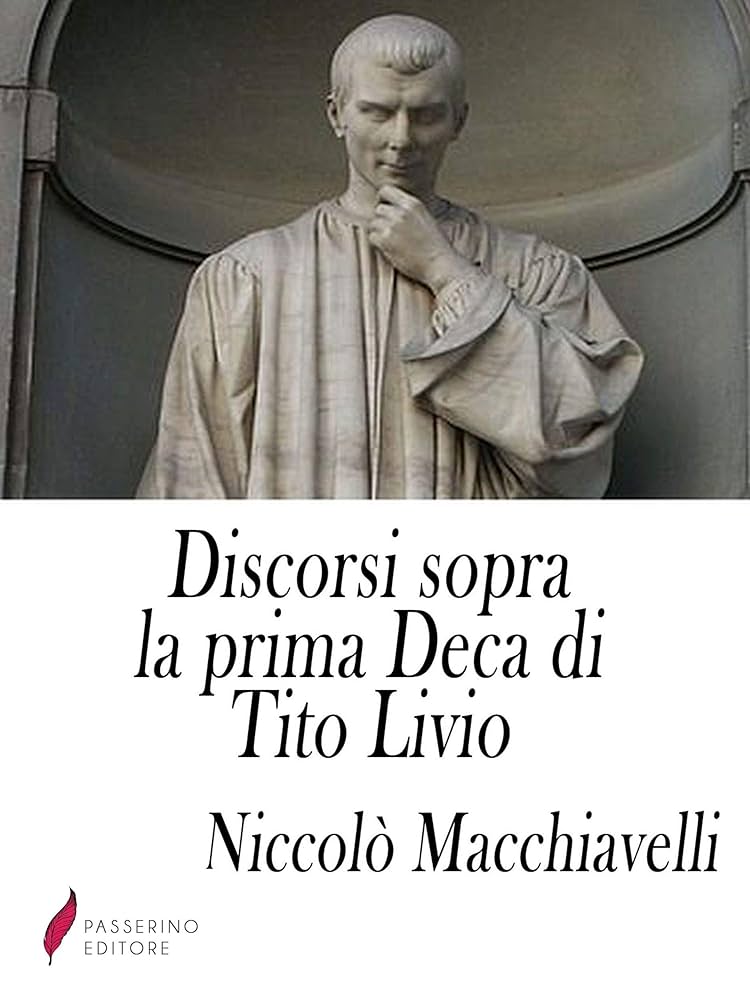 Discorsi sopra
la prima Deca di
Tito Livio
Niccolò Macchiavelli
PASSERINO
EDITORE